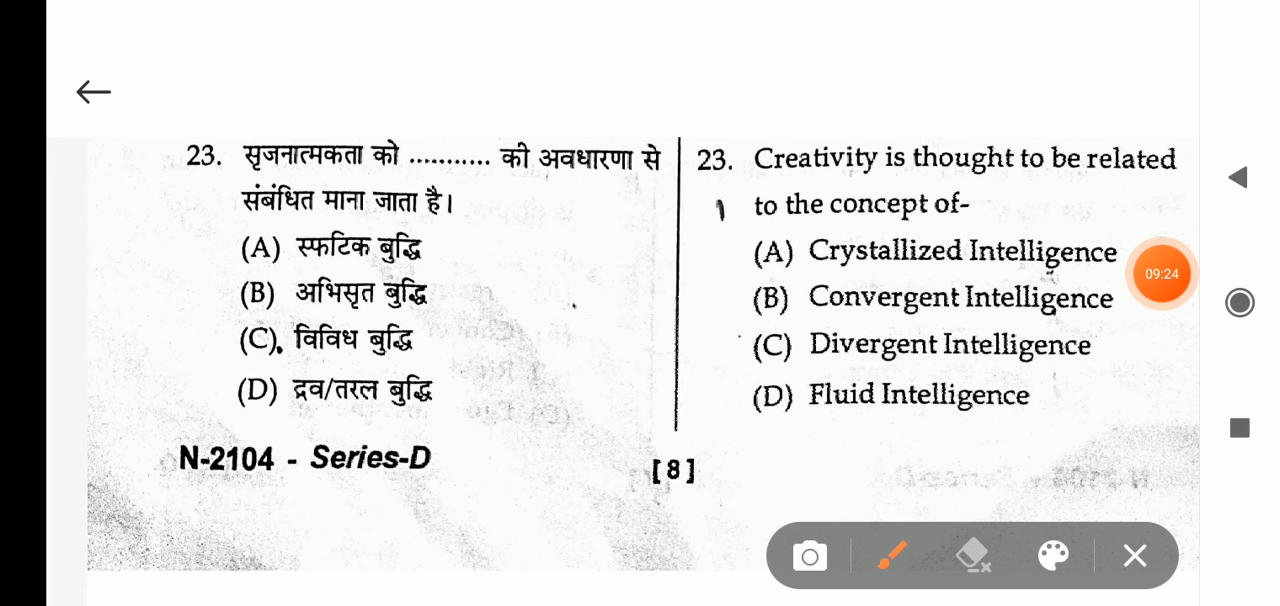 23. सृजनात्मकता को ........... की अवधारणा से
संबंधित माना जाता है।
(A) स्फटिक बुद्धि
(B) अभिसृत बुद्धि
(C) विविध बुद्धि
(D) द्रव/तरल बुद्धि
23. Creativity is thought to be related
to the concept of-
(A) Crystallized Intelligence
(B) Convergent Intelligence
(C) Divergent Intelligence
(D) Fluid Intelligence
09:24
N-2104 - Series-D
[8]